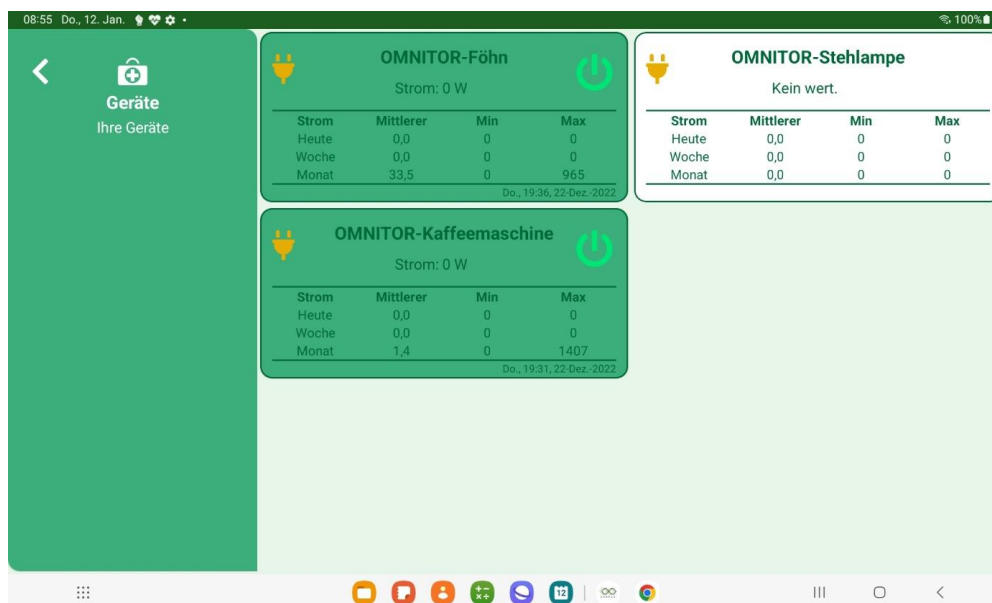 08:55 Do., 12. Jan.
100%
Geräte
Ihre Geräte
OMNITOR-Föhn
Strom: 0 W
Strom Mittlerer Min Max
Heute 0,0 0 0
Woche 0,0 0 0
Monat 33,5 0 965
Do., 19:36, 22-Dez.-2022
OMNITOR-Stehlampe
Kein wert.
Strom Mittlerer Min Max
Heute 0,0 0 0
Woche 0,0 0 0
Monat 0,0 0 0
OMNITOR-Kaffeemaschine
Strom: 0 W
Strom Mittlerer Min Max
Heute 0,0 0 0
Woche 0,0 0 0
Monat 1,4 0 1407
Do., 19:31, 22-Dez.-2022
12